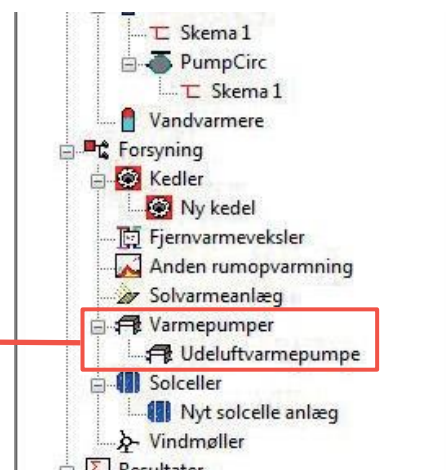 Skema 1
PumpCirc
Skema 1
Vandvarmere
Forsyning
Kedler
Ny kedel
Fjernvarmeveksler
Anden rumopvarmning
Solvarmeanlæg
Varmepumper
Udeluftvarmepumpe
Solceller
Nyt solcelle anlæg
Vindmøller
Resultater